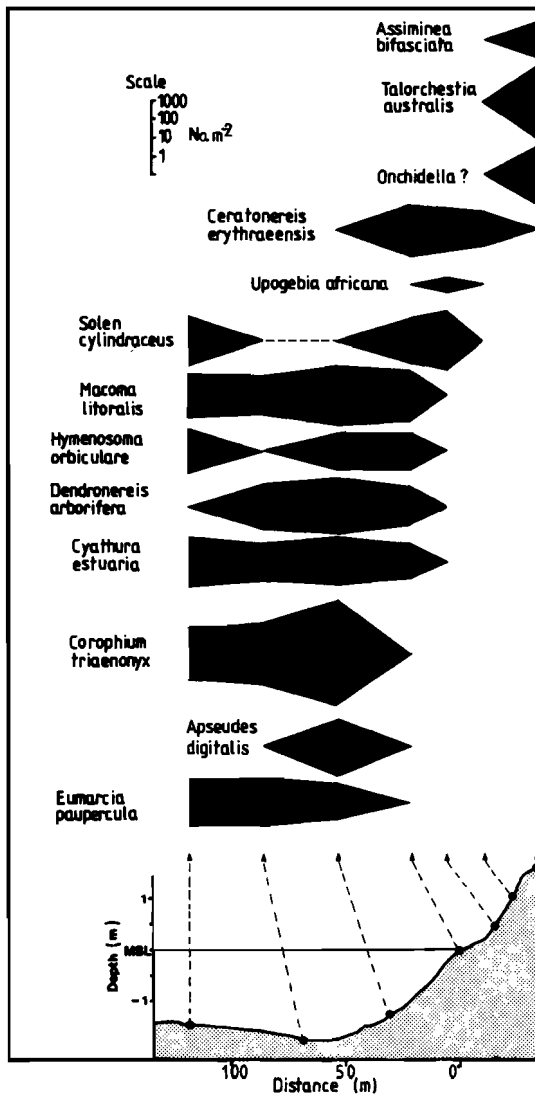 Assiminea
bifasciata
Scale
1000
100
10
1
No.m⁻²
Talorchestia
australis
Onchidella ?
Ceratonereis
erythraeensis
Upogebia africana
Solen
cylindraceus
Macoma
litoralis
Hymenosoma
orbiculare
Dendronereis
arborifera
Cyathura
estuaria
Corophium
triaenonyx
Apseudes
digitalis
Eumarcia
paupercula
Depth (m)
1
MSL
-1
100 50 0
Distance (m)